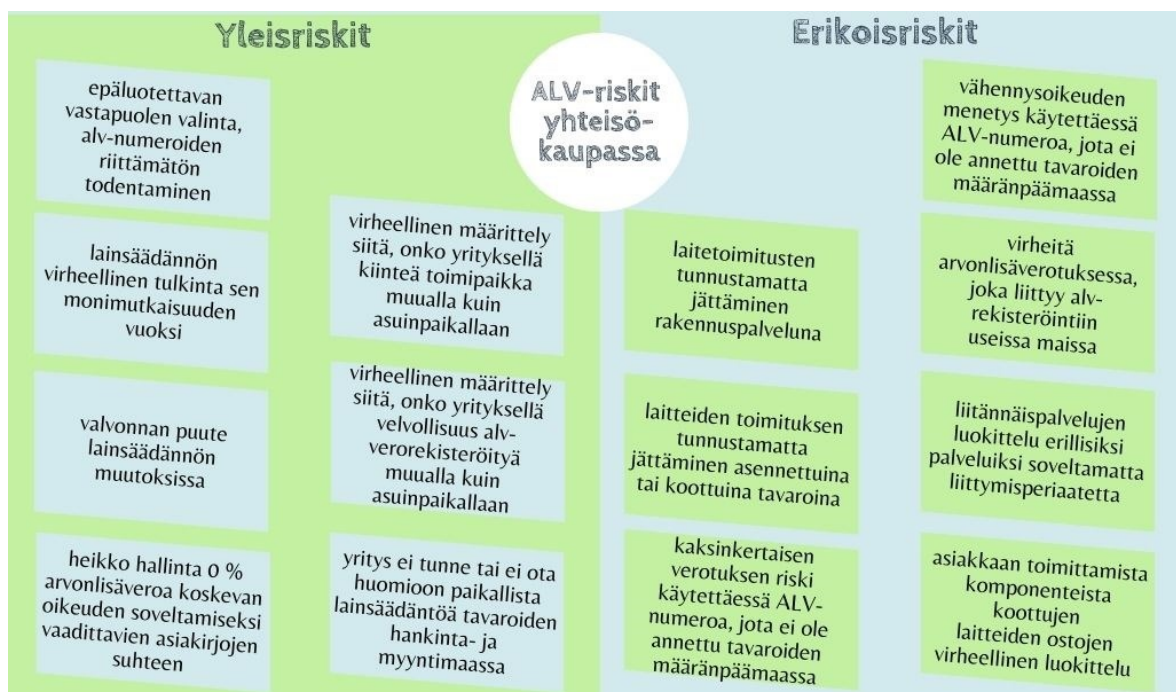 Yleisriskit
epäluotettavan
vastapuolen valinta,
alv-numeroiden
riittämätön
todentaminen
lainsäädännön
virheellinen tulkinta sen
monimutkaisuuden
vuoksi
valvonnan puute
lainsäädännön
muutoksissa
heikko hallinta 0 %
arvonlisäveroa koskevan
oikeuden soveltamiseksi
vaadittavien asiakirjojen
suhteen
virheellinen määrittely
siitä, onko yrityksellä
kiinteä toimipaikka
muualla kuin
asuinpaikallaan
virheellinen määrittely
siitä, onko yrityksellä
velvollisuus alv-
verorekisteröityä
muualla kuin
asuinpaikallaan
yritys ei tunne tai ei ota
huomioon paikallista
lainsäädäntöä tavaroiden
hankinta- ja
myyntimaassa
ALV-riskit
yhteisö-
kaupassa
Erikoisriskit
laitetoimitusten
tunnustamatta
jättäminen
rakennuspalveluna
laitteiden toimituksen
tunnustamatta
jättäminen asennettuina
tai koottuina tavaroina
kaksinkertaisen
verotuksen riski
käytettäessä ALV-
numeroa, jota ei ole
annettu tavaroiden
määränpäämaassa
vähennysoikeuden
menetys käytettäessä
ALV-numeroa, jota ei
ole annettu tavaroiden
määränpäämaassa
virheitä
arvonlisäverotuksessa,
joka liittyy alv-
rekisteröintiin
useissa maissa
liitännäispalvelujen
luokittelu erillisiksi
palveluiksi soveltamatta
liittymisperiaatetta
asiakkaan toimittamista
komponenteista
koottujen
laitteiden ostojen
virheellinen luokittelu